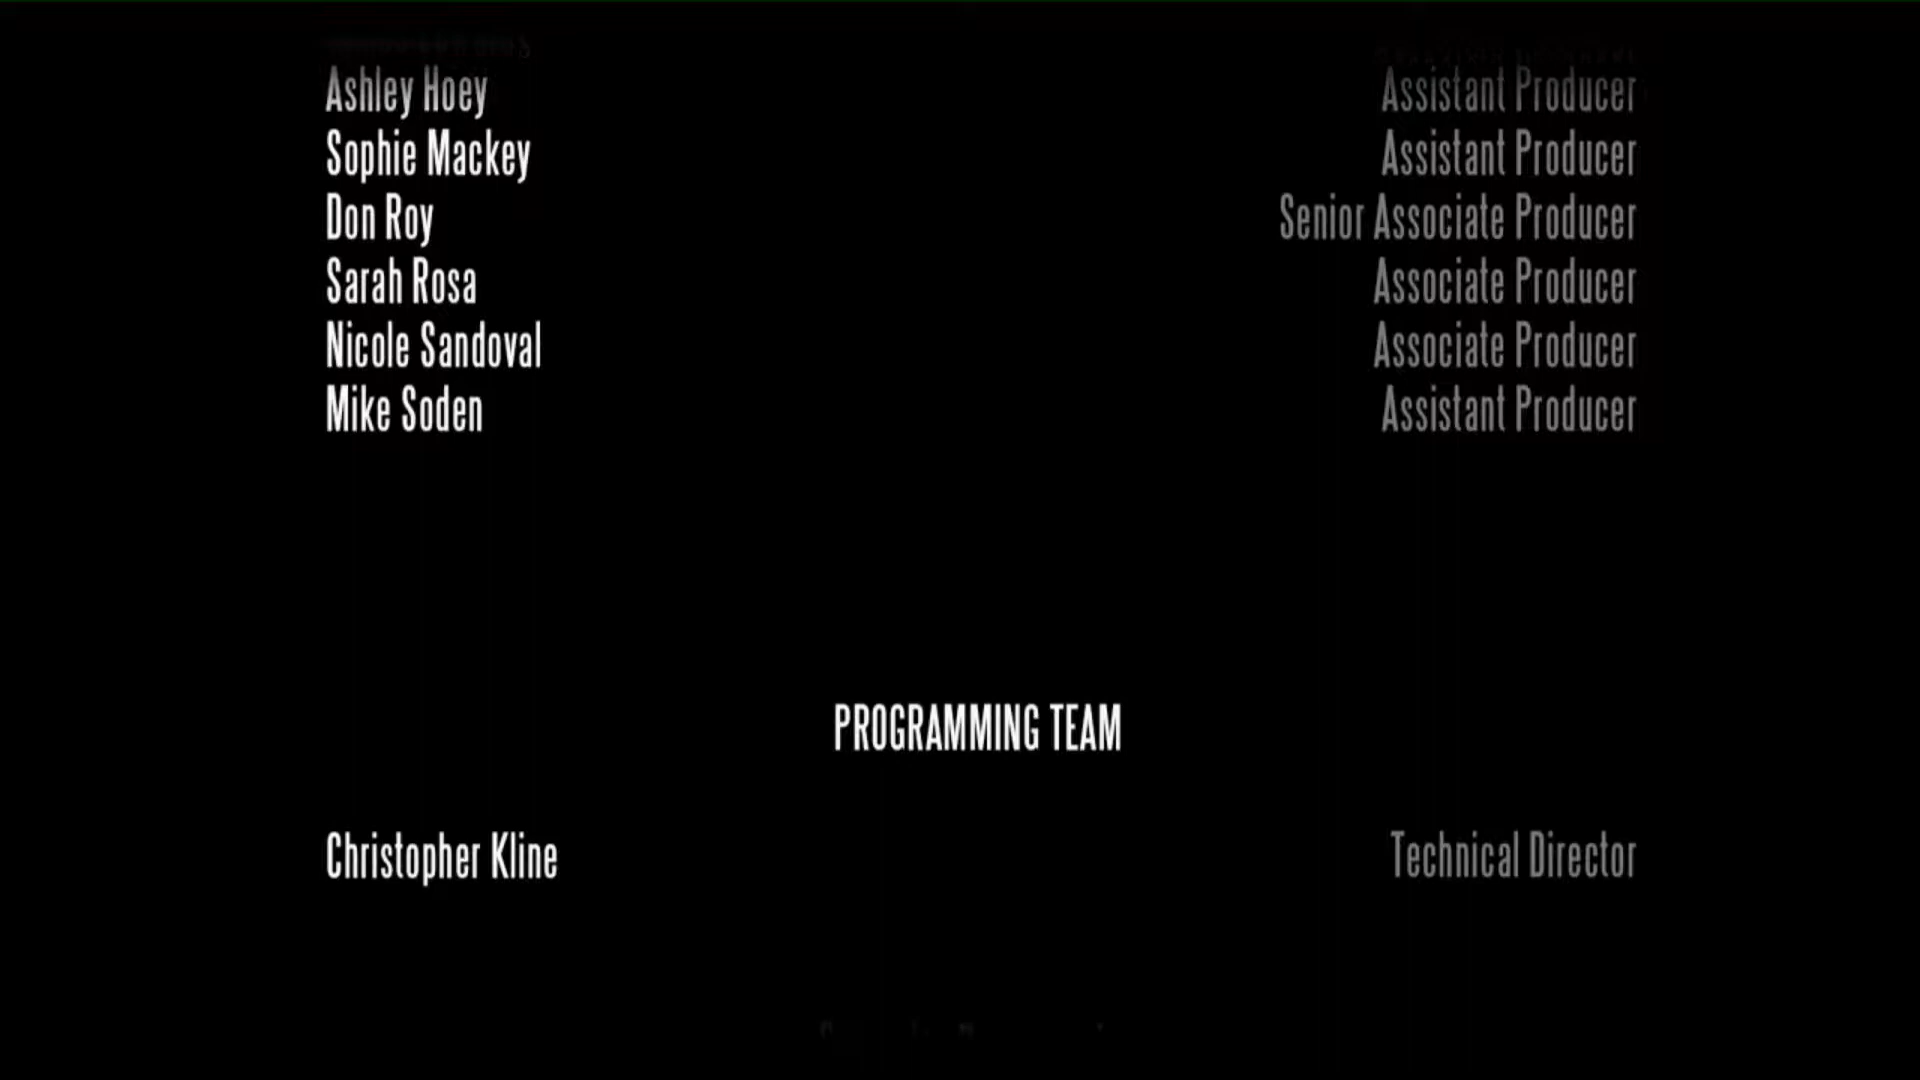 Ashley Hoey Assistant Producer
Sophie Mackey Assistant Producer
Don Roy Senior Associate Producer
Sarah Rosa Associate Producer
Nicole Sandoval Associate Producer
Mike Soden Assistant Producer
PROGRAMMING TEAM
Christopher Kline Technical Director